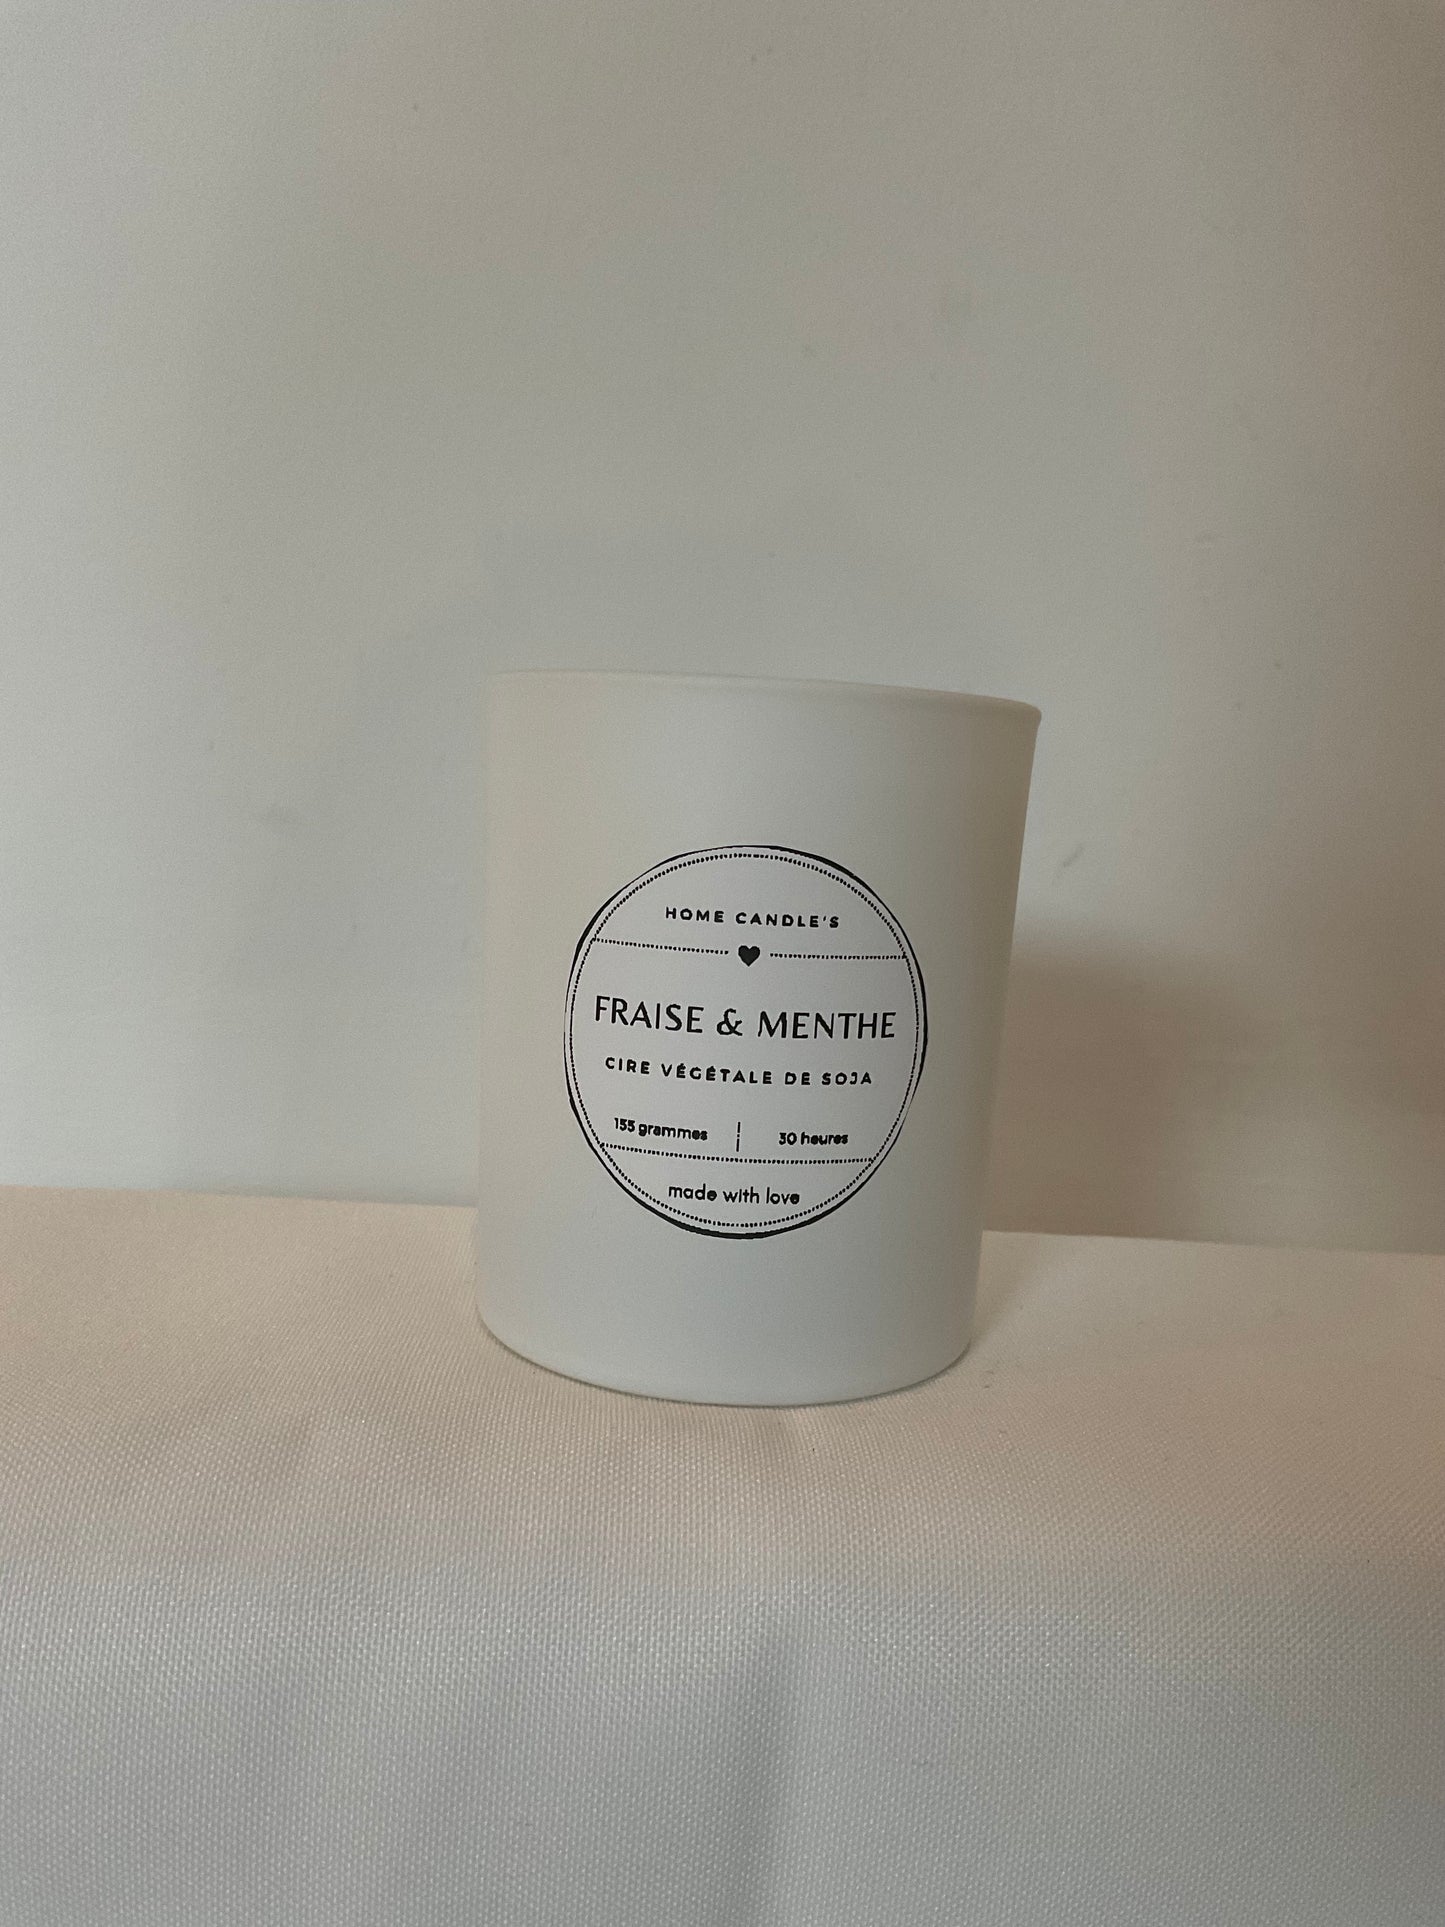 HOME CANDLE'S
FRAISE & MENTHE
CIRE VÉGÉTALE DE SOJA
155 grammes | 30 heures
made with love